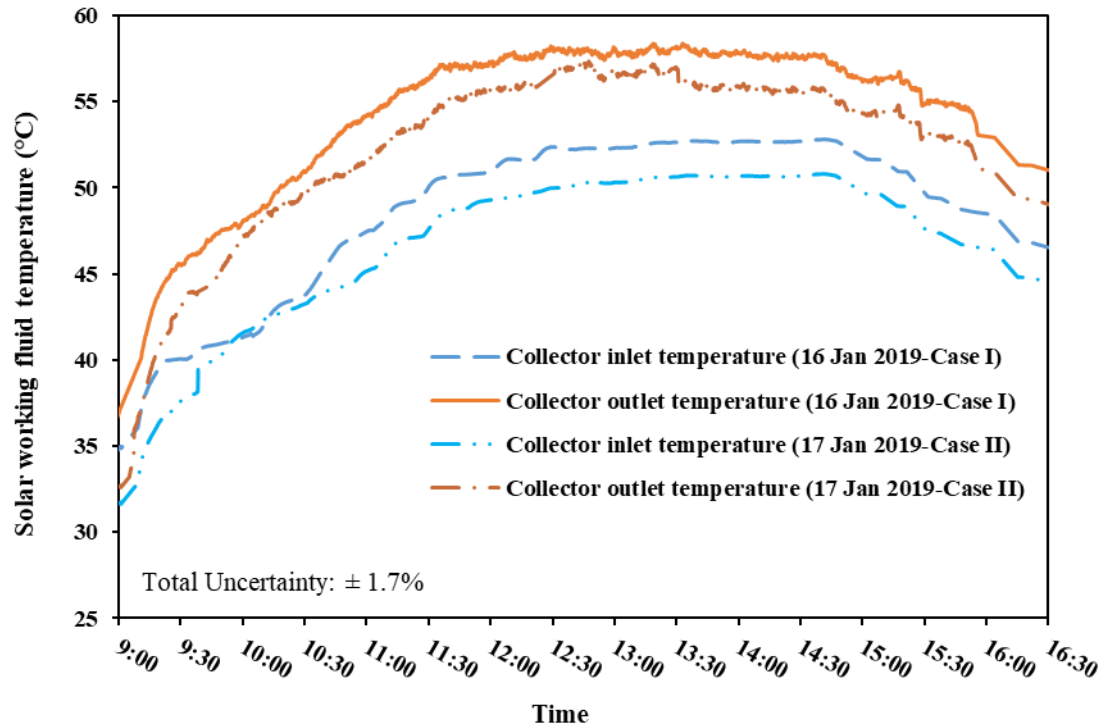 Solar working fluid temperature (°C)
60
55
50
45
40
35
30
25
Collector inlet temperature (16 Jan 2019-Case I)
Collector outlet temperature (16 Jan 2019-Case I)
Collector inlet temperature (17 Jan 2019-Case II)
Collector outlet temperature (17 Jan 2019-Case II)
Total Uncertainty: ± 1.7%
9:00 9:30 10:00 10:30 11:00 11:30 12:00 12:30 13:00 13:30 14:00 14:30 15:00 15:30 16:00 16:30
Time